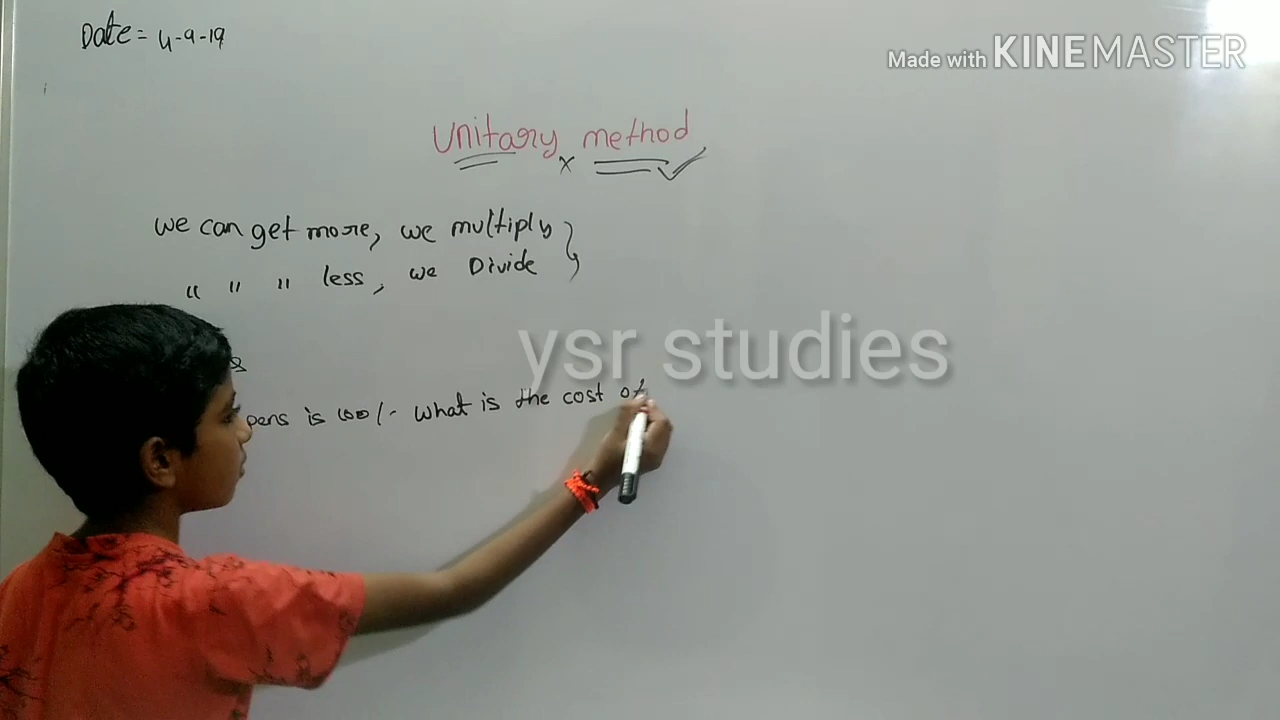 Date = 4-9-19
Made with KINEMASTER
Unitary method
x
we can get more, we multiply
" " " less, we Divide
ysr studies
pens is 100/- what is the cost of